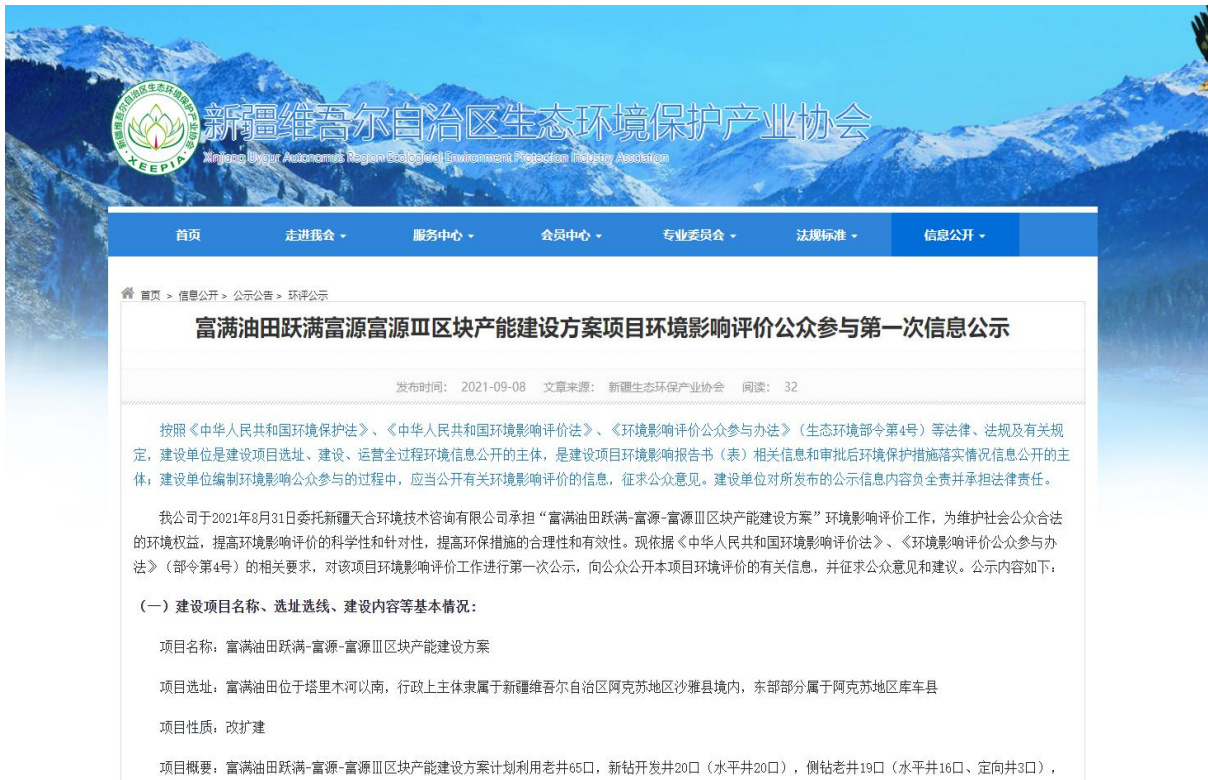 新疆维吾尔自治区生态环境保护产业协会
XEEPIA
首页 走进我会 服务中心 会员中心 专业委员会 法规标准 信息公开
首页 > 信息公开 > 公示公告 > 环评公示
富满油田跃满富源富源Ⅲ区块产能建设方案项目环境影响评价公众参与第一次信息公示
发布时间: 2021-09-08 文章来源: 新疆生态环保产业协会 阅读: 32
按照《中华人民共和国环境保护法》、《中华人民共和国环境影响评价法》、《环境影响评价公众参与办法》（生态环境部令第4号）等法律、法规及有关规
定，建设单位是建设项目选址、建设、运营全过程环境信息公开的主体，是建设项目环境影响报告书（表）相关信息和审批后环境保护措施落实情况信息公开的主
体；建设单位编制环境影响公众参与的过程中，应当公开有关环境影响评价的信息，征求公众意见。建设单位对所发布的公示信息内容负全责并承担法律责任。
我公司于2021年8月31日委托新疆天合环境技术咨询有限公司承担“富满油田跃满-富源-富源Ⅲ区块产能建设方案”环境影响评价工作，为维护社会公众合法
的环境权益，提高环境影响评价的科学性和针对性，提高环保措施的合理性和有效性。现依据《中华人民共和国环境影响评价法》、《环境影响评价公众参与办
法》（部令第4号）的相关要求，对该项目环境影响评价工作进行第一次公示，向公众公开本项目环境评价的有关信息，并征求公众意见和建议。公示内容如下：
（一）建设项目名称、选址选线、建设内容等基本情况：
项目名称：富满油田跃满-富源-富源Ⅲ区块产能建设方案
项目选址：富满油田位于塔里木河以南，行政上主体隶属于新疆维吾尔自治区阿克苏地区沙雅县境内，东部部分属于阿克苏地区库车县
项目性质：改扩建
项目概要：富满油田跃满-富源-富源Ⅲ区块产能建设方案计划利用老井65口，新钻开发井20口（水平井20口），侧钻老井19口（水平井16口、定向井3口），